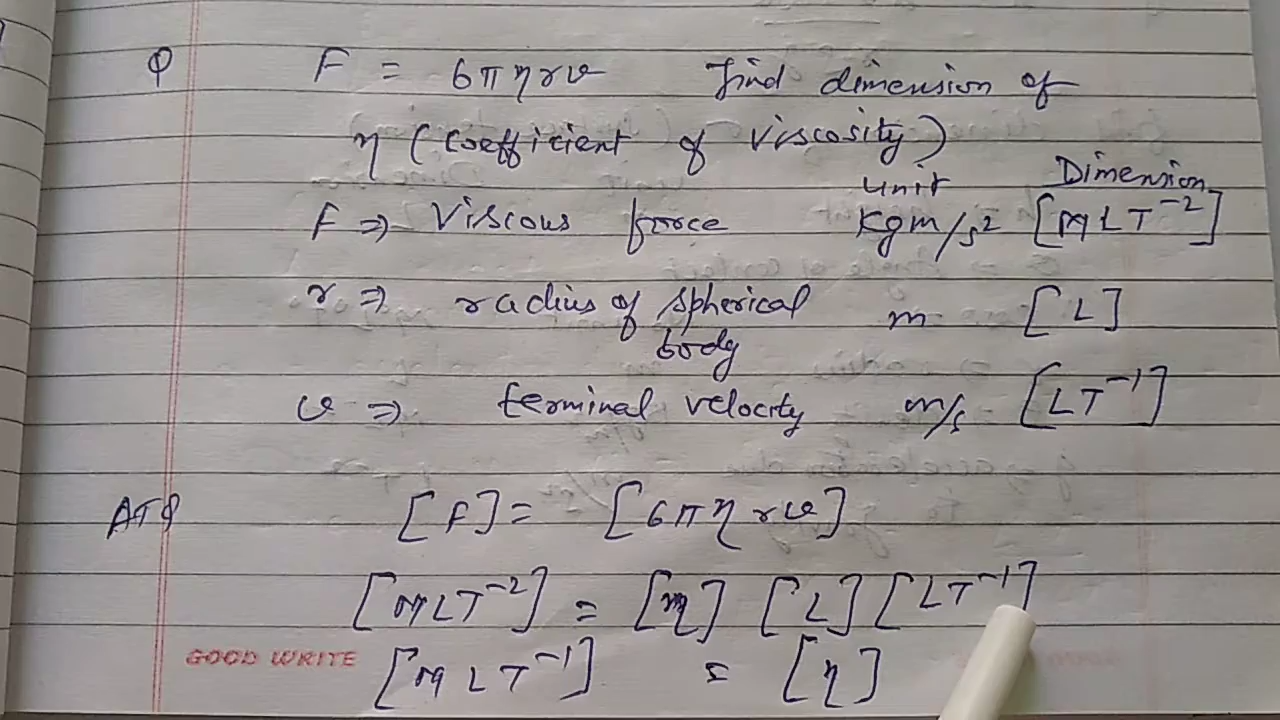 Q F = 6πηrv find dimension of
η (coefficient of viscosity)
unit Dimension
F ⇒ Viscous force Kgm/s² [MLT⁻²]
r ⇒ radius of spherical body m [L]
v ⇒ terminal velocity m/s [LT⁻¹]
ATQ [F] = [6πηrv]
[MLT⁻²] = [η] [L] [LT⁻¹]
GOOD WRITE
[MLT⁻¹] = [η]